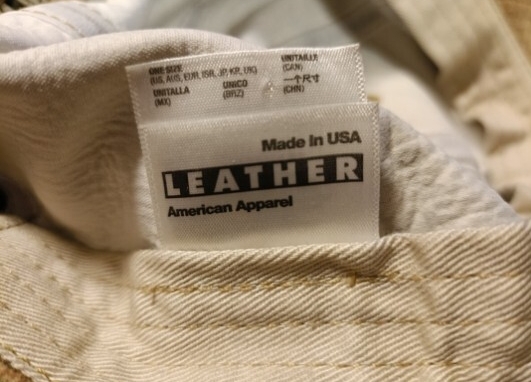 ONE SIZE
(US, AUS, EUR, ISR, JP, KR, UK)
UNITAILLE
(CAN)
UNITALLA
(MX)
UNICO
(BRZ)
一个尺寸
(CHN)
Made in USA
LEATHER
American Apparel